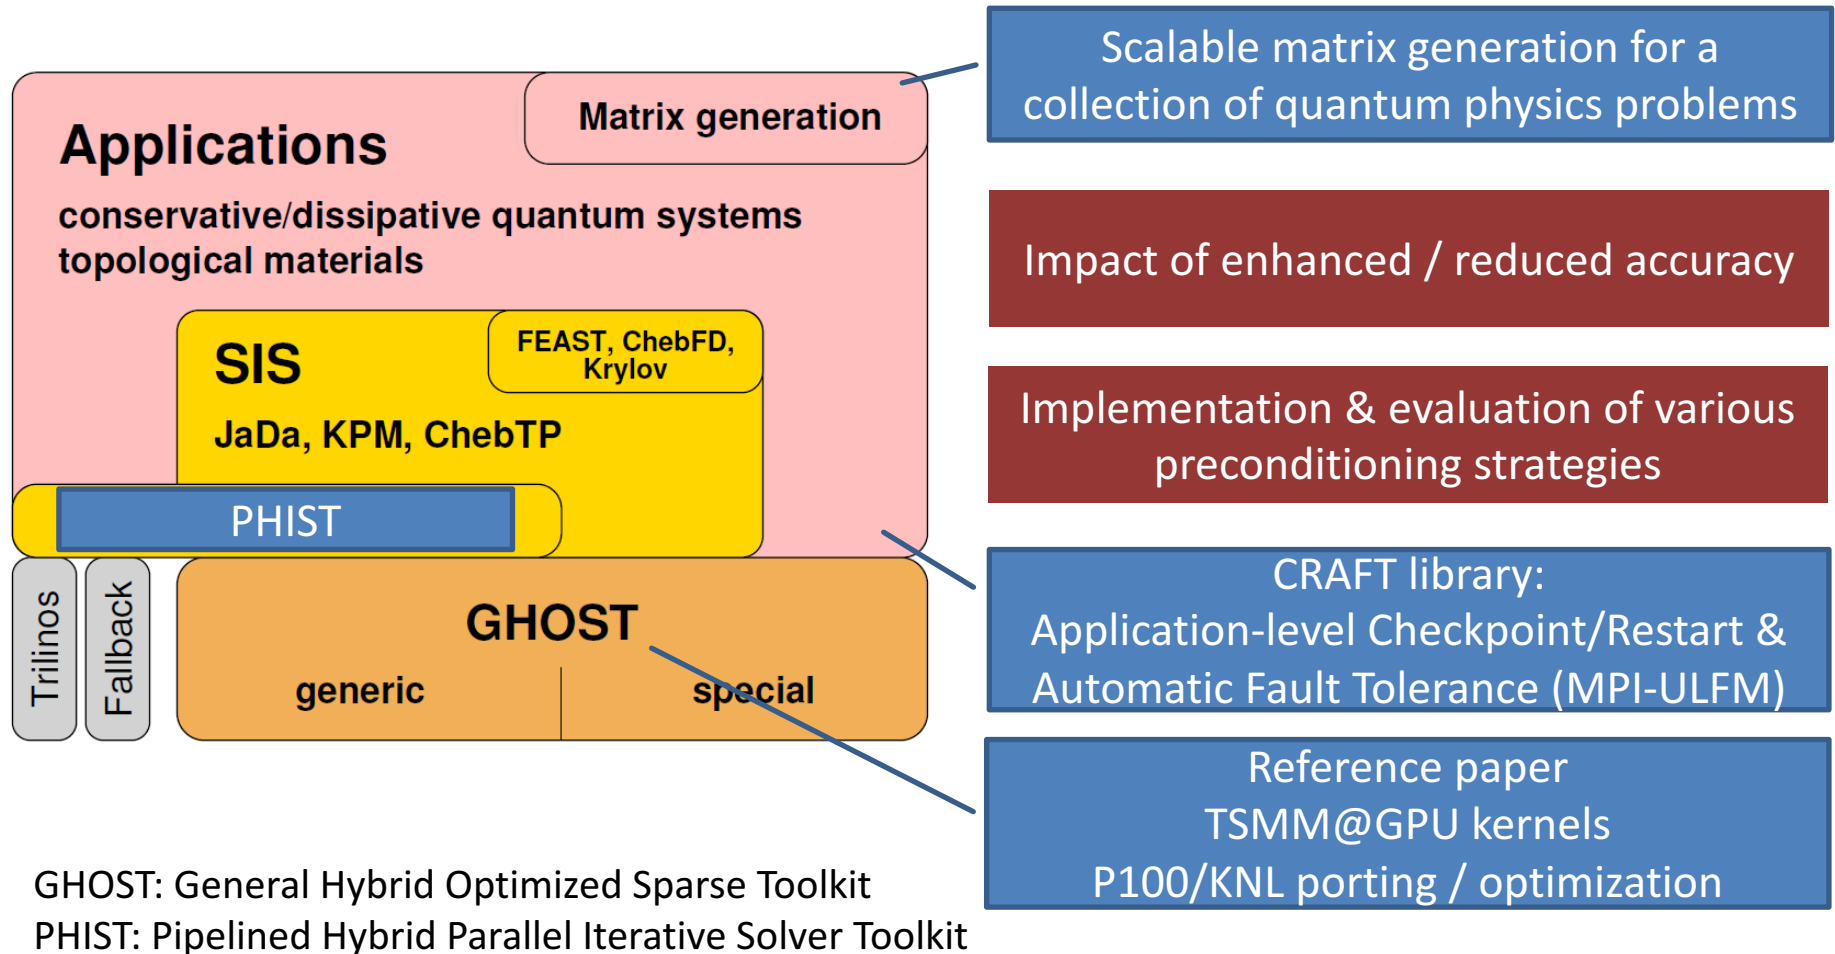 Matrix generation
Applications
conservative/dissipative quantum systems
topological materials
FEAST, ChebFD,
Krylov
SIS
JaDa, KPM, ChebTP
PHIST
Trilinos
Fallback
GHOST
generic
special
Scalable matrix generation for a
collection of quantum physics problems
Impact of enhanced / reduced accuracy
Implementation & evaluation of various
preconditioning strategies
CRAFT library:
Application-level Checkpoint/Restart &
Automatic Fault Tolerance (MPI-ULFM)
Reference paper
TSMM@GPU kernels
P100/KNL porting / optimization
GHOST: General Hybrid Optimized Sparse Toolkit
PHIST: Pipelined Hybrid Parallel Iterative Solver Toolkit